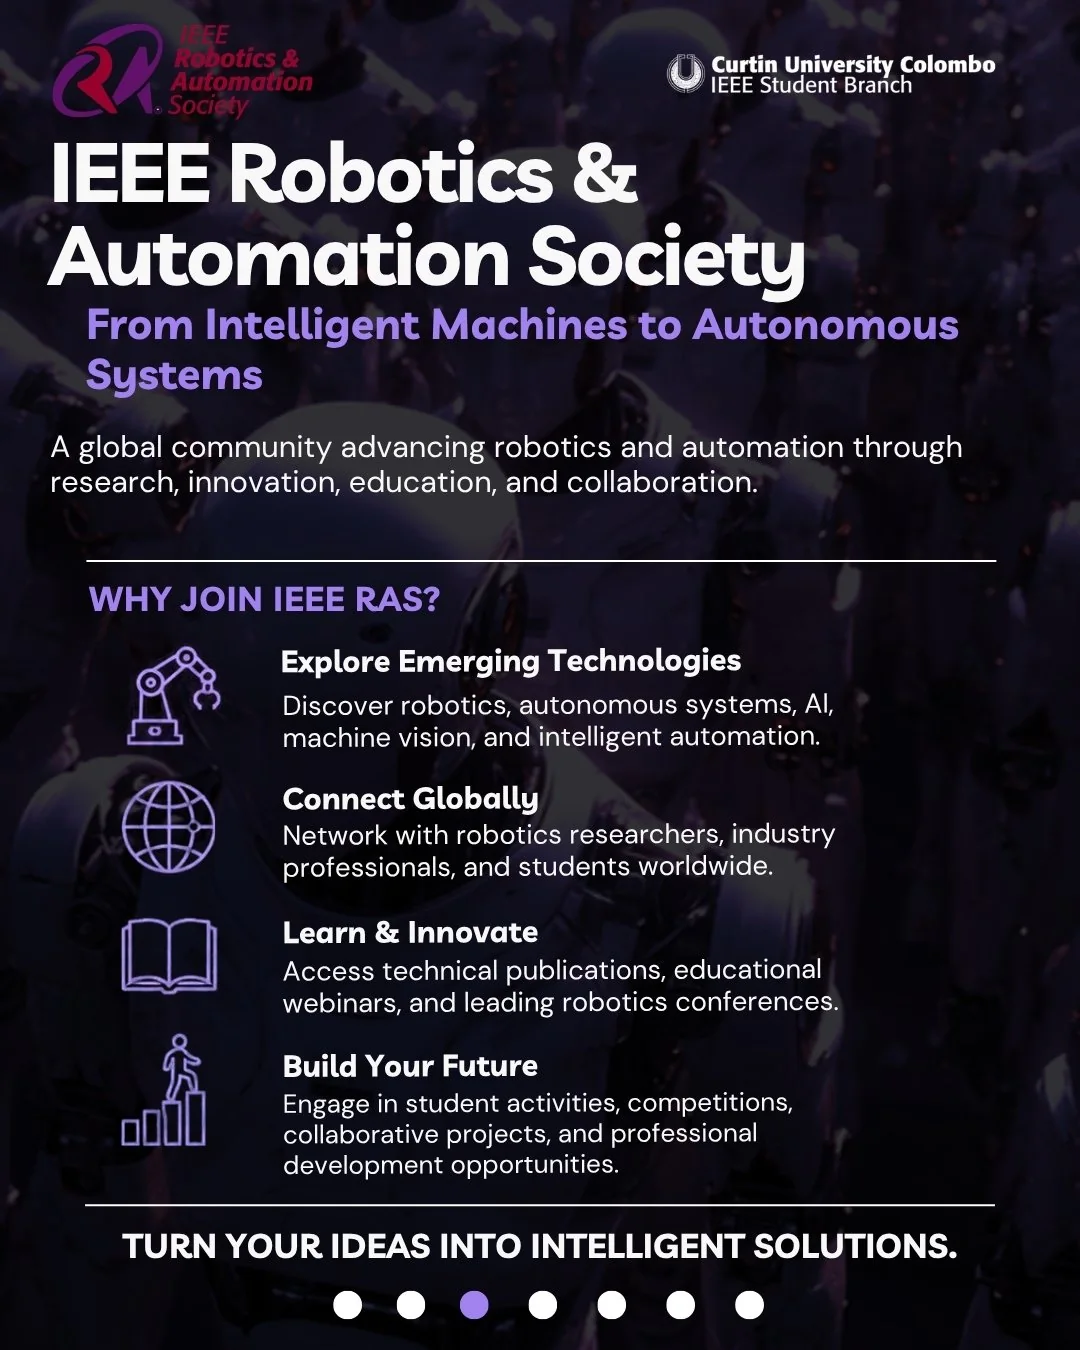 IEEE
Robotics &
Automation
Society
Curtin University Colombo
IEEE Student Branch
IEEE Robotics &
Automation Society
From Intelligent Machines to Autonomous
Systems
A global community advancing robotics and automation through
research, innovation, education, and collaboration.
WHY JOIN IEEE RAS?
Explore Emerging Technologies
Discover robotics, autonomous systems, AI,
machine vision, and intelligent automation.
Connect Globally
Network with robotics researchers, industry
professionals, and students worldwide.
Learn & Innovate
Access technical publications, educational
webinars, and leading robotics conferences.
Build Your Future
Engage in student activities, competitions,
collaborative projects, and professional
development opportunities.
TURN YOUR IDEAS INTO INTELLIGENT SOLUTIONS.